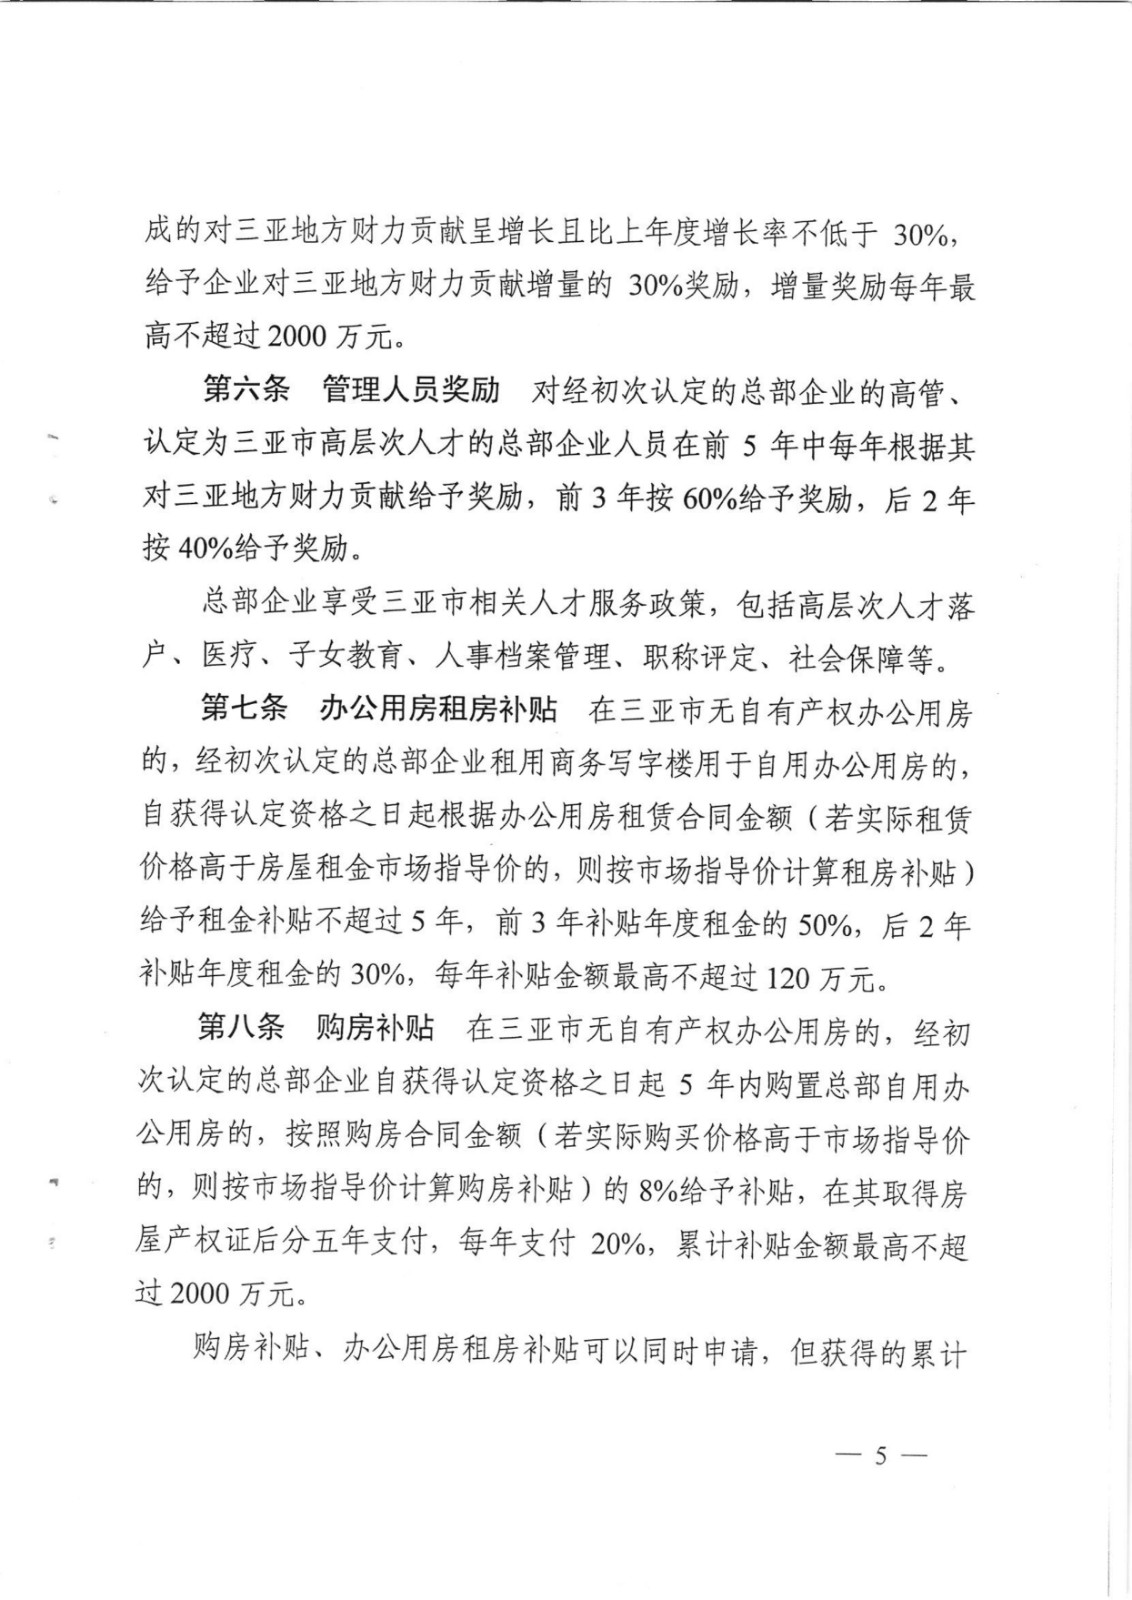 成的对三亚地方财力贡献呈增长且比上年度增长率不低于 30%，
给予企业对三亚地方财力贡献增量的 30%奖励，增量奖励每年最
高不超过 2000 万元。
第六条　管理人员奖励　对经初次认定的总部企业的高管、
认定为三亚市高层次人才的总部企业人员在前 5 年中每年根据其
对三亚地方财力贡献给予奖励，前 3 年按 60%给予奖励，后 2 年
按 40%给予奖励。
总部企业享受三亚市相关人才服务政策，包括高层次人才落
户、医疗、子女教育、人事档案管理、职称评定、社会保障等。
第七条　办公用房租房补贴　在三亚市无自有产权办公用房
的，经初次认定的总部企业租用商务写字楼用于自用办公用房的，
自获得认定资格之日起根据办公用房租赁合同金额（若实际租赁
价格高于房屋租金市场指导价的，则按市场指导价计算租房补贴）
给予租金补贴不超过 5 年，前 3 年补贴年度租金的 50%，后 2 年
补贴年度租金的 30%，每年补贴金额最高不超过 120 万元。
第八条　购房补贴　在三亚市无自有产权办公用房的，经初
次认定的总部企业自获得认定资格之日起 5 年内购置总部自用办
公用房的，按照购房合同金额（若实际购买价格高于市场指导价
的，则按市场指导价计算购房补贴）的 8%给予补贴，在其取得房
屋产权证后分五年支付，每年支付 20%，累计补贴金额最高不超
过 2000 万元。
购房补贴、办公用房租房补贴可以同时申请，但获得的累计
— 5 —